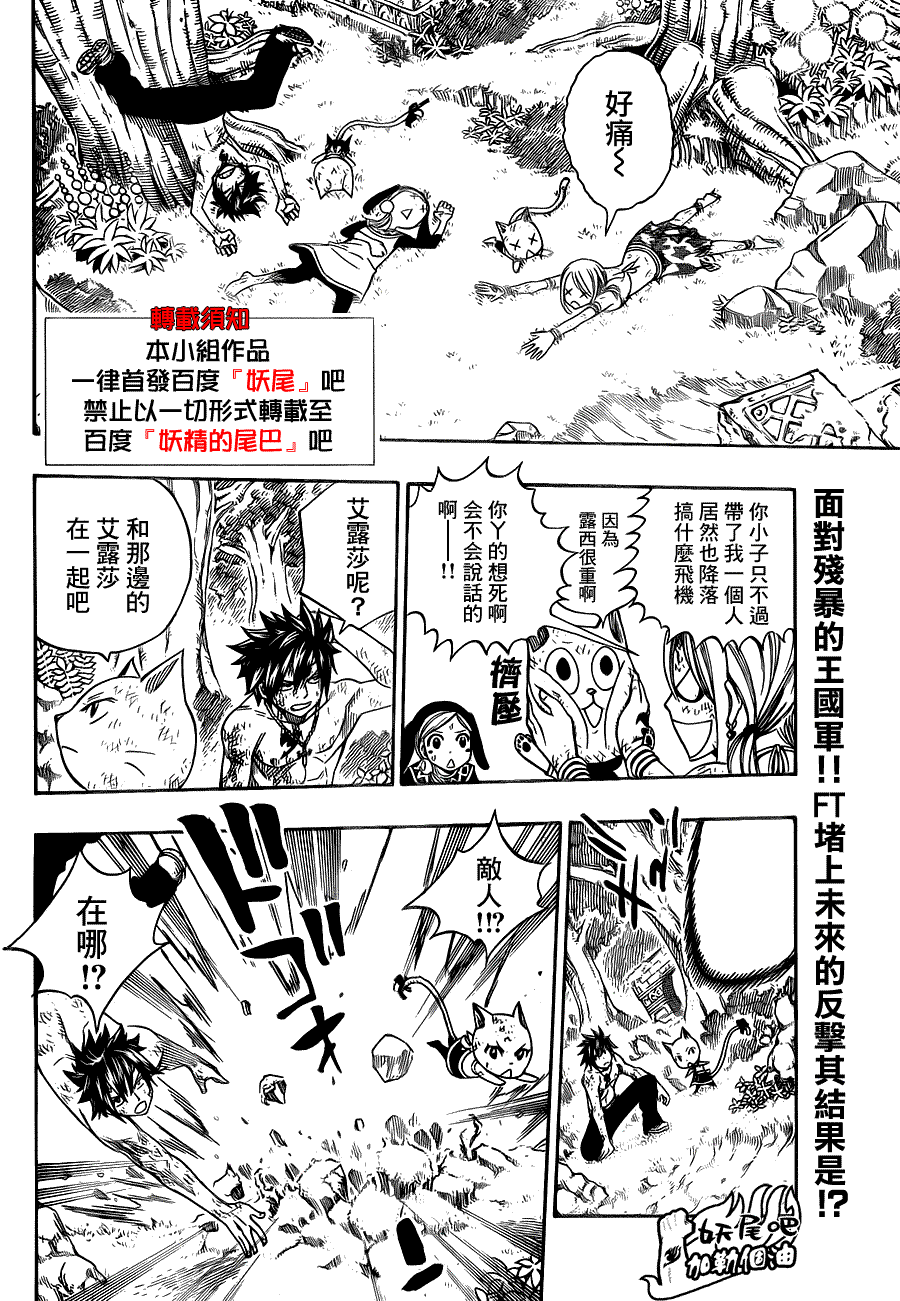 好痛～
轉載須知
本小組作品
一律首發百度『妖尾』吧
禁止以一切形式轉載至
百度『妖精的尾巴』吧
面對殘暴的王國軍!!FT堵上未來的反擊其結果是!?
你小子只不過
帶了我一個人
居然也降落
搞什麼飛機
因為
露西很重啊
你丫的想死啊
會不會說話的
啊——!!
擠壓
艾露莎呢？
和那邊的
艾露莎
在一起吧
敵人!!?
ドゴォ
在哪!?
妖尾吧
加勒個油